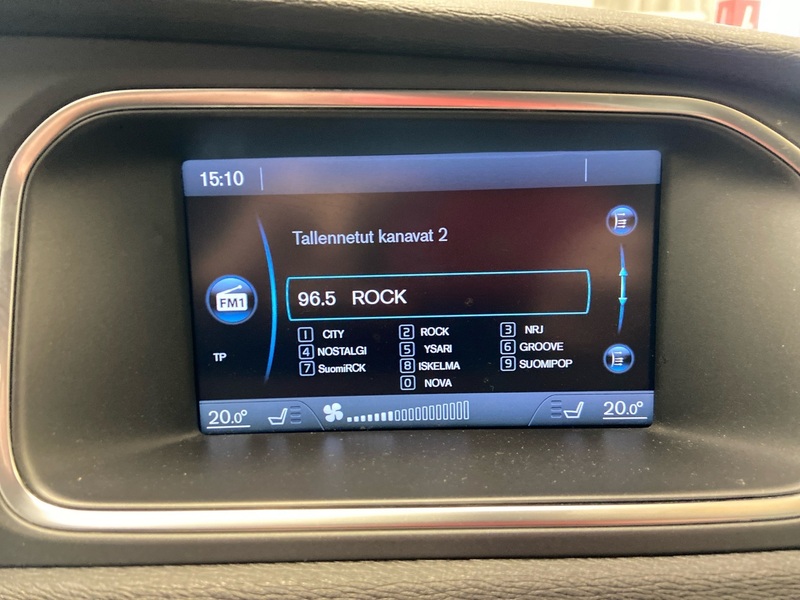 15:10
Tallennetut kanavat 2
FM1
96.5 ROCK
1 CITY 2 ROCK 3 NRJ
4 NOSTALGI 5 YSARI 6 GROOVE
7 SuomiRCK 8 ISKELMA 9 SUOMIPOP
0 NOVA
TP
20.0° 20.0°